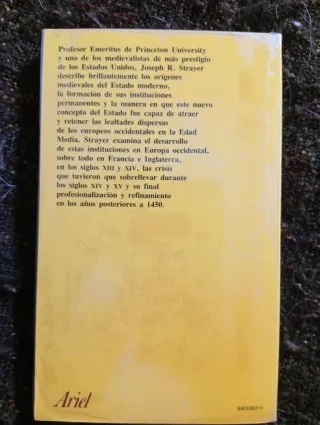 Profesor Emeritus de Princeton University
y uno de los medievalistas de más prestigio
de los Estados Unidos, Joseph R. Strayer
describe brillantemente los orígenes
medievales del Estado moderno,
la formación de sus instituciones
permanentes y la manera en que este nuevo
concepto del Estado fue capaz de atraer
y retener las lealtades dispersas
de los europeos occidentales en la Edad
Media. Strayer examina el desarrollo
de estas instituciones en Europa occidental,
sobre todo en Francia e Inglaterra,
en los siglos XIII y XIV, las crisis
que tuvieron que sobrellevar durante
los siglos XIV y XV y su final
profesionalización y refinamiento
en los años posteriores a 1450.
Ariel